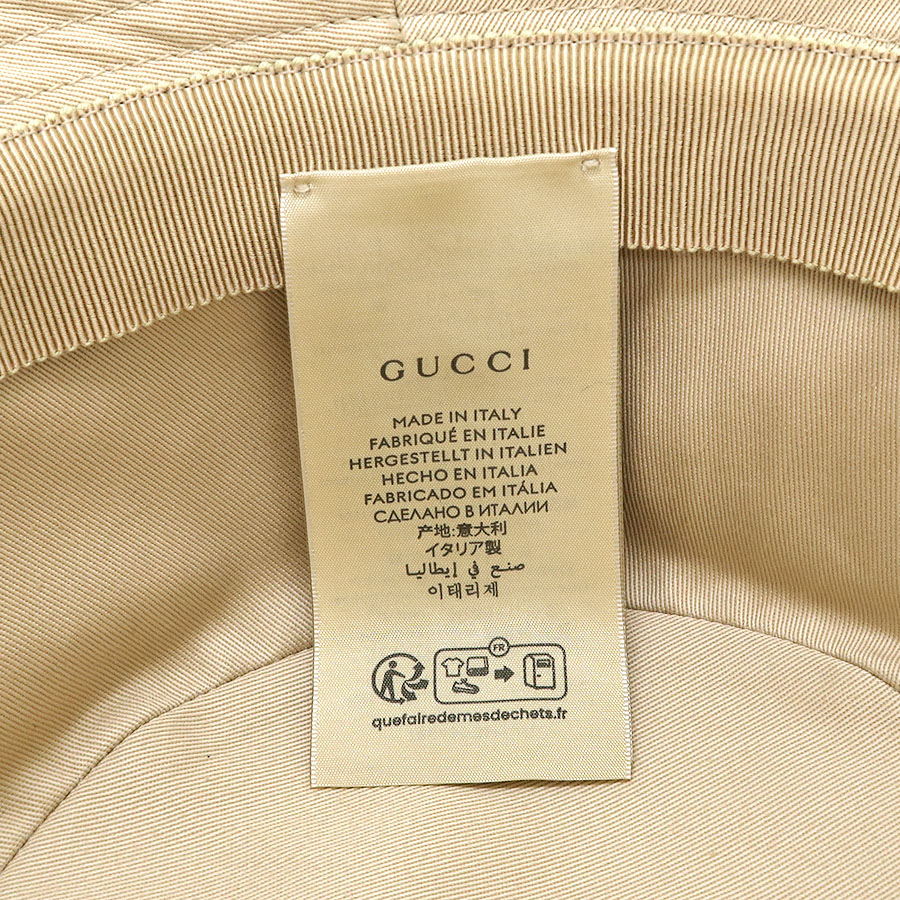 GUCCI
MADE IN ITALY
FABRIQUÉ EN ITALIE
HERGESTELLT IN ITALIEN
HECHO EN ITALIA
FABRICADO EM ITÁLIA
СДЕЛАНО В ИТАЛИИ
产地:意大利
イタリア製
صنع في إيطاليا
이태리제
FR
quefairedemesdechets.fr